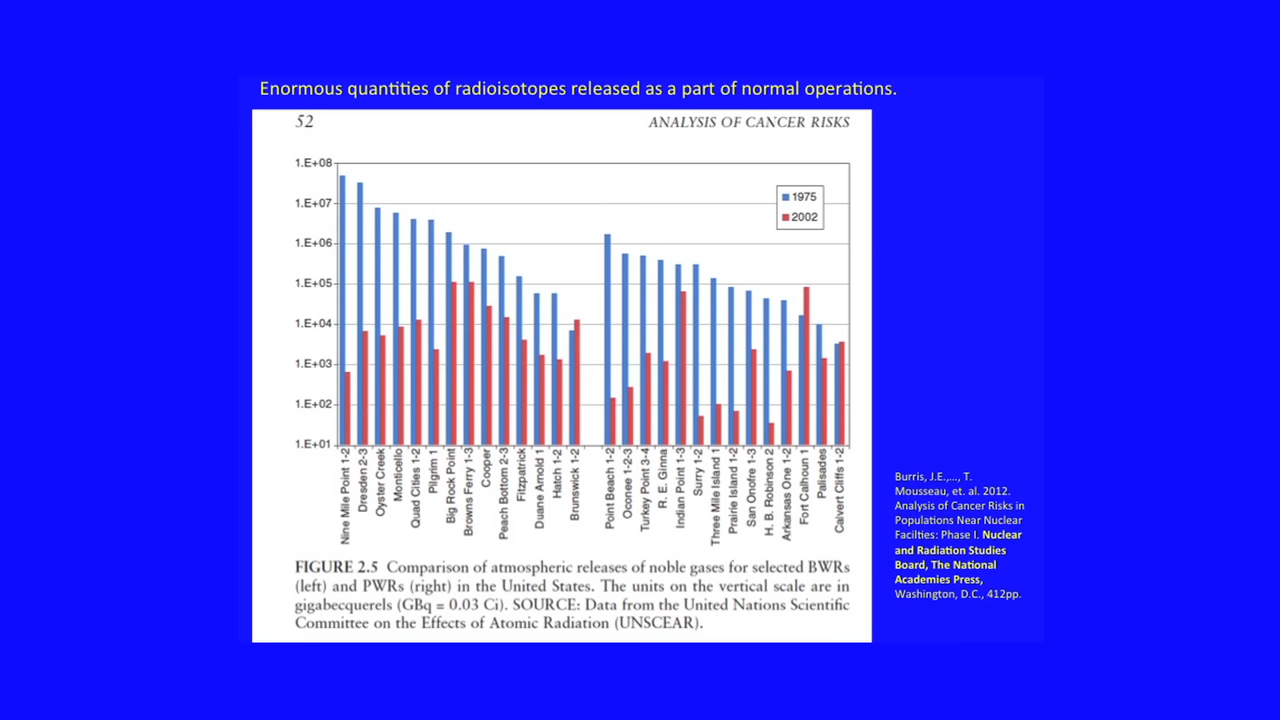 Enormous quantities of radioisotopes released as a part of normal operations.
52
ANALYSIS OF CANCER RISKS
1.E+08
1.E+07
1.E+06
1.E+05
1.E+04
1.E+03
1.E+02
1.E+01
1975
2002
Nine Mile Point 1-2
Dresden 2-3
Oyster Creek
Monticello
Quad Cities 1-2
Pilgrim 1
Big Rock Point
Browns Ferry 1-3
Cooper
Peach Bottom 2-3
Fitzpatrick
Duane Arnold 1
Hatch 1-2
Brunswick 1-2
Point Beach 1-2
Oconee 1-2-3
Turkey Point 3-4
R. E. Ginna
Indian Point 1-3
Surry 1-2
Three Mile Island 1
Prairie Island 1-2
San Onofre 1-3
H. B. Robinson 2
Arkansas One 1-2
Fort Calhoun 1
Palisades
Calvert Cliffs 1-2
FIGURE 2.5 Comparison of atmospheric releases of noble gases for selected BWRs
(left) and PWRs (right) in the United States. The units on the vertical scale are in
gigabecquerels (GBq = 0.03 Ci). SOURCE: Data from the United Nations Scientific
Committee on the Effects of Atomic Radiation (UNSCEAR).
Burris, J.E.,..., T.
Mousseau, et. al. 2012.
Analysis of Cancer Risks in
Populations Near Nuclear
Facilties: Phase I. Nuclear
and Radiation Studies
Board, The National
Academies Press,
Washington, D.C., 412pp.